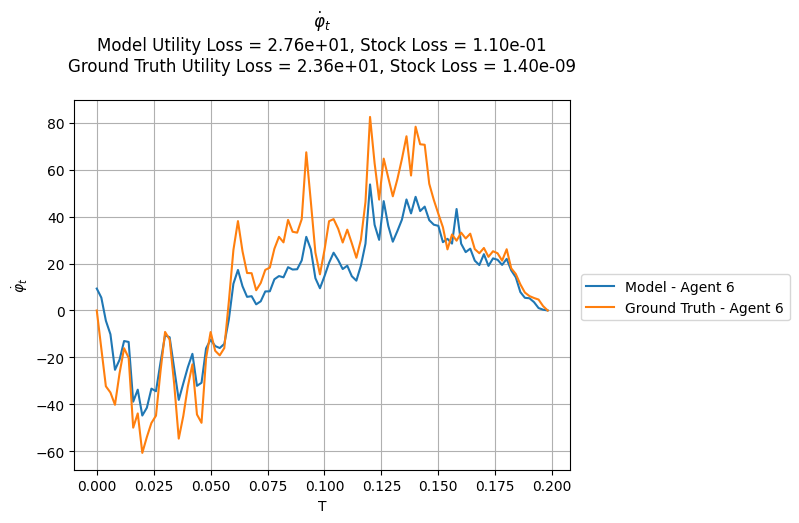 φ̇ₜ
Model Utility Loss = 2.76e+01, Stock Loss = 1.10e-01
Ground Truth Utility Loss = 2.36e+01, Stock Loss = 1.40e-09
80
60
40
20
0
−20
−40
−60
φ̇ₜ
0.000 0.025 0.050 0.075 0.100 0.125 0.150 0.175 0.200
T
Model - Agent 6
Ground Truth - Agent 6